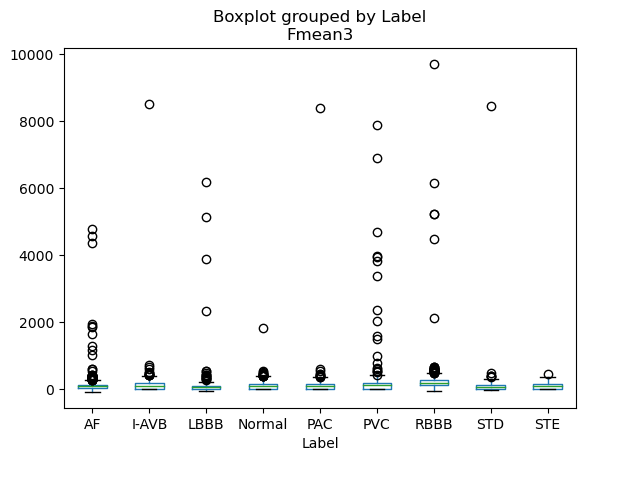 Boxplot grouped by Label
Fmean3
10000
8000
6000
4000
2000
0
AF I-AVB LBBB Normal PAC PVC RBBB STD STE
Label